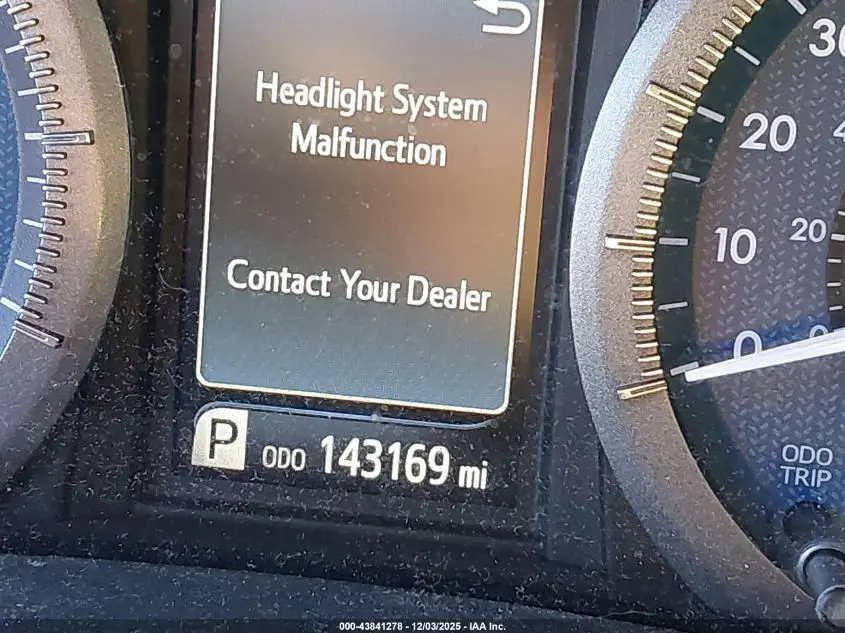 Headlight System
Malfunction
Contact Your Dealer
P ODO 143169 mi
30
20
10
20
0
0
ODO
TRIP
000-43841278 - 12/03/2025 - IAA Inc.